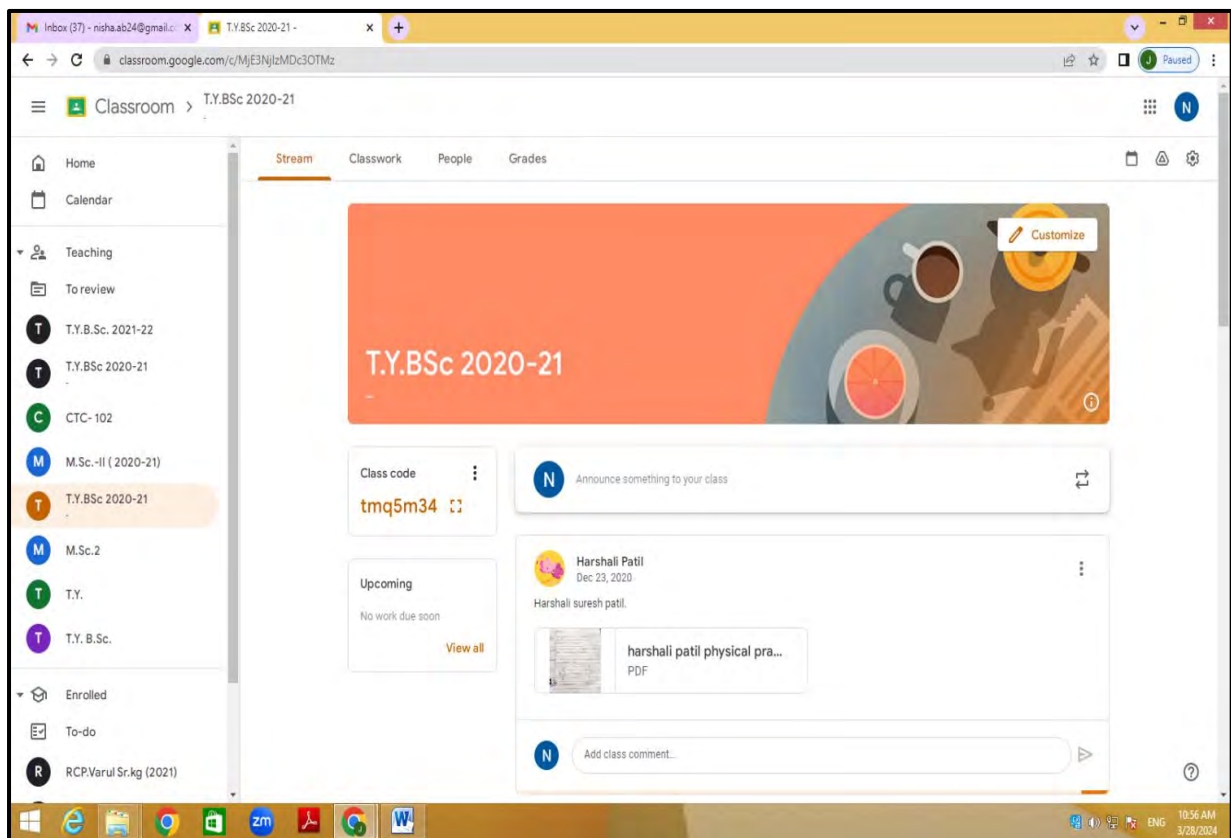 Inbox (37) - nisha.ab24@gmail.c
T.Y.BSc 2020-21 -
classroom.google.com/c/MjE3NjIzMDc3OTMz
J Paused
Classroom > T.Y.BSc 2020-21
-
N
Home
Calendar
Teaching
To review
T T.Y.B.Sc. 2021-22
T T.Y.BSc 2020-21
-
C CTC- 102
M M.Sc.-II ( 2020-21)
T T.Y.BSc 2020-21
-
M M.Sc.2
T T.Y.
T T.Y. B.Sc.
Enrolled
To-do
R RCP.Varul Sr.kg (2021)
Stream Classwork People Grades
Customize
T.Y.BSc 2020-21
-
Class code
tmq5m34
Upcoming
No work due soon
View all
N Announce something to your class
Harshali Patil
Dec 23, 2020
Harshali suresh patil.
harshali patil physical pra...
PDF
N Add class comment...
zm
W
ENG
10:56 AM
3/28/2024